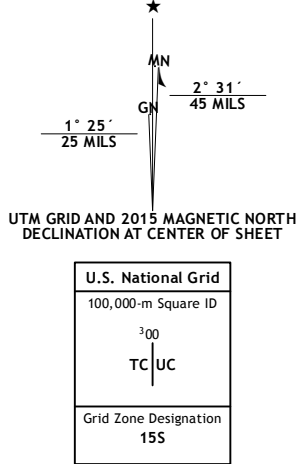 ★
MN
GN
2° 31´
45 MILS
1° 25´
25 MILS
UTM GRID AND 2015 MAGNETIC NORTH
DECLINATION AT CENTER OF SHEET
U.S. National Grid
100,000-m Square ID
³00
TC UC
Grid Zone Designation
15S